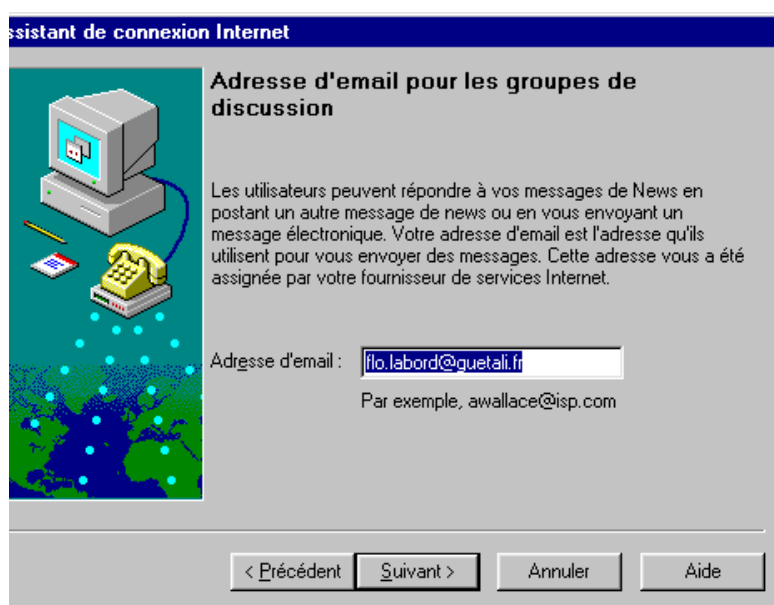 ssistant de connexion Internet
Adresse d'email pour les groupes de
discussion
Les utilisateurs peuvent répondre à vos messages de News en
postant un autre message de news ou en vous envoyant un
message électronique. Votre adresse d'email est l'adresse qu'ils
utilisent pour vous envoyer des messages. Cette adresse vous a été
assignée par votre fournisseur de services Internet.
Adresse d'email : flo.labord@guetali.fr
Par exemple, awallace@isp.com
< Précédent Suivant > Annuler Aide